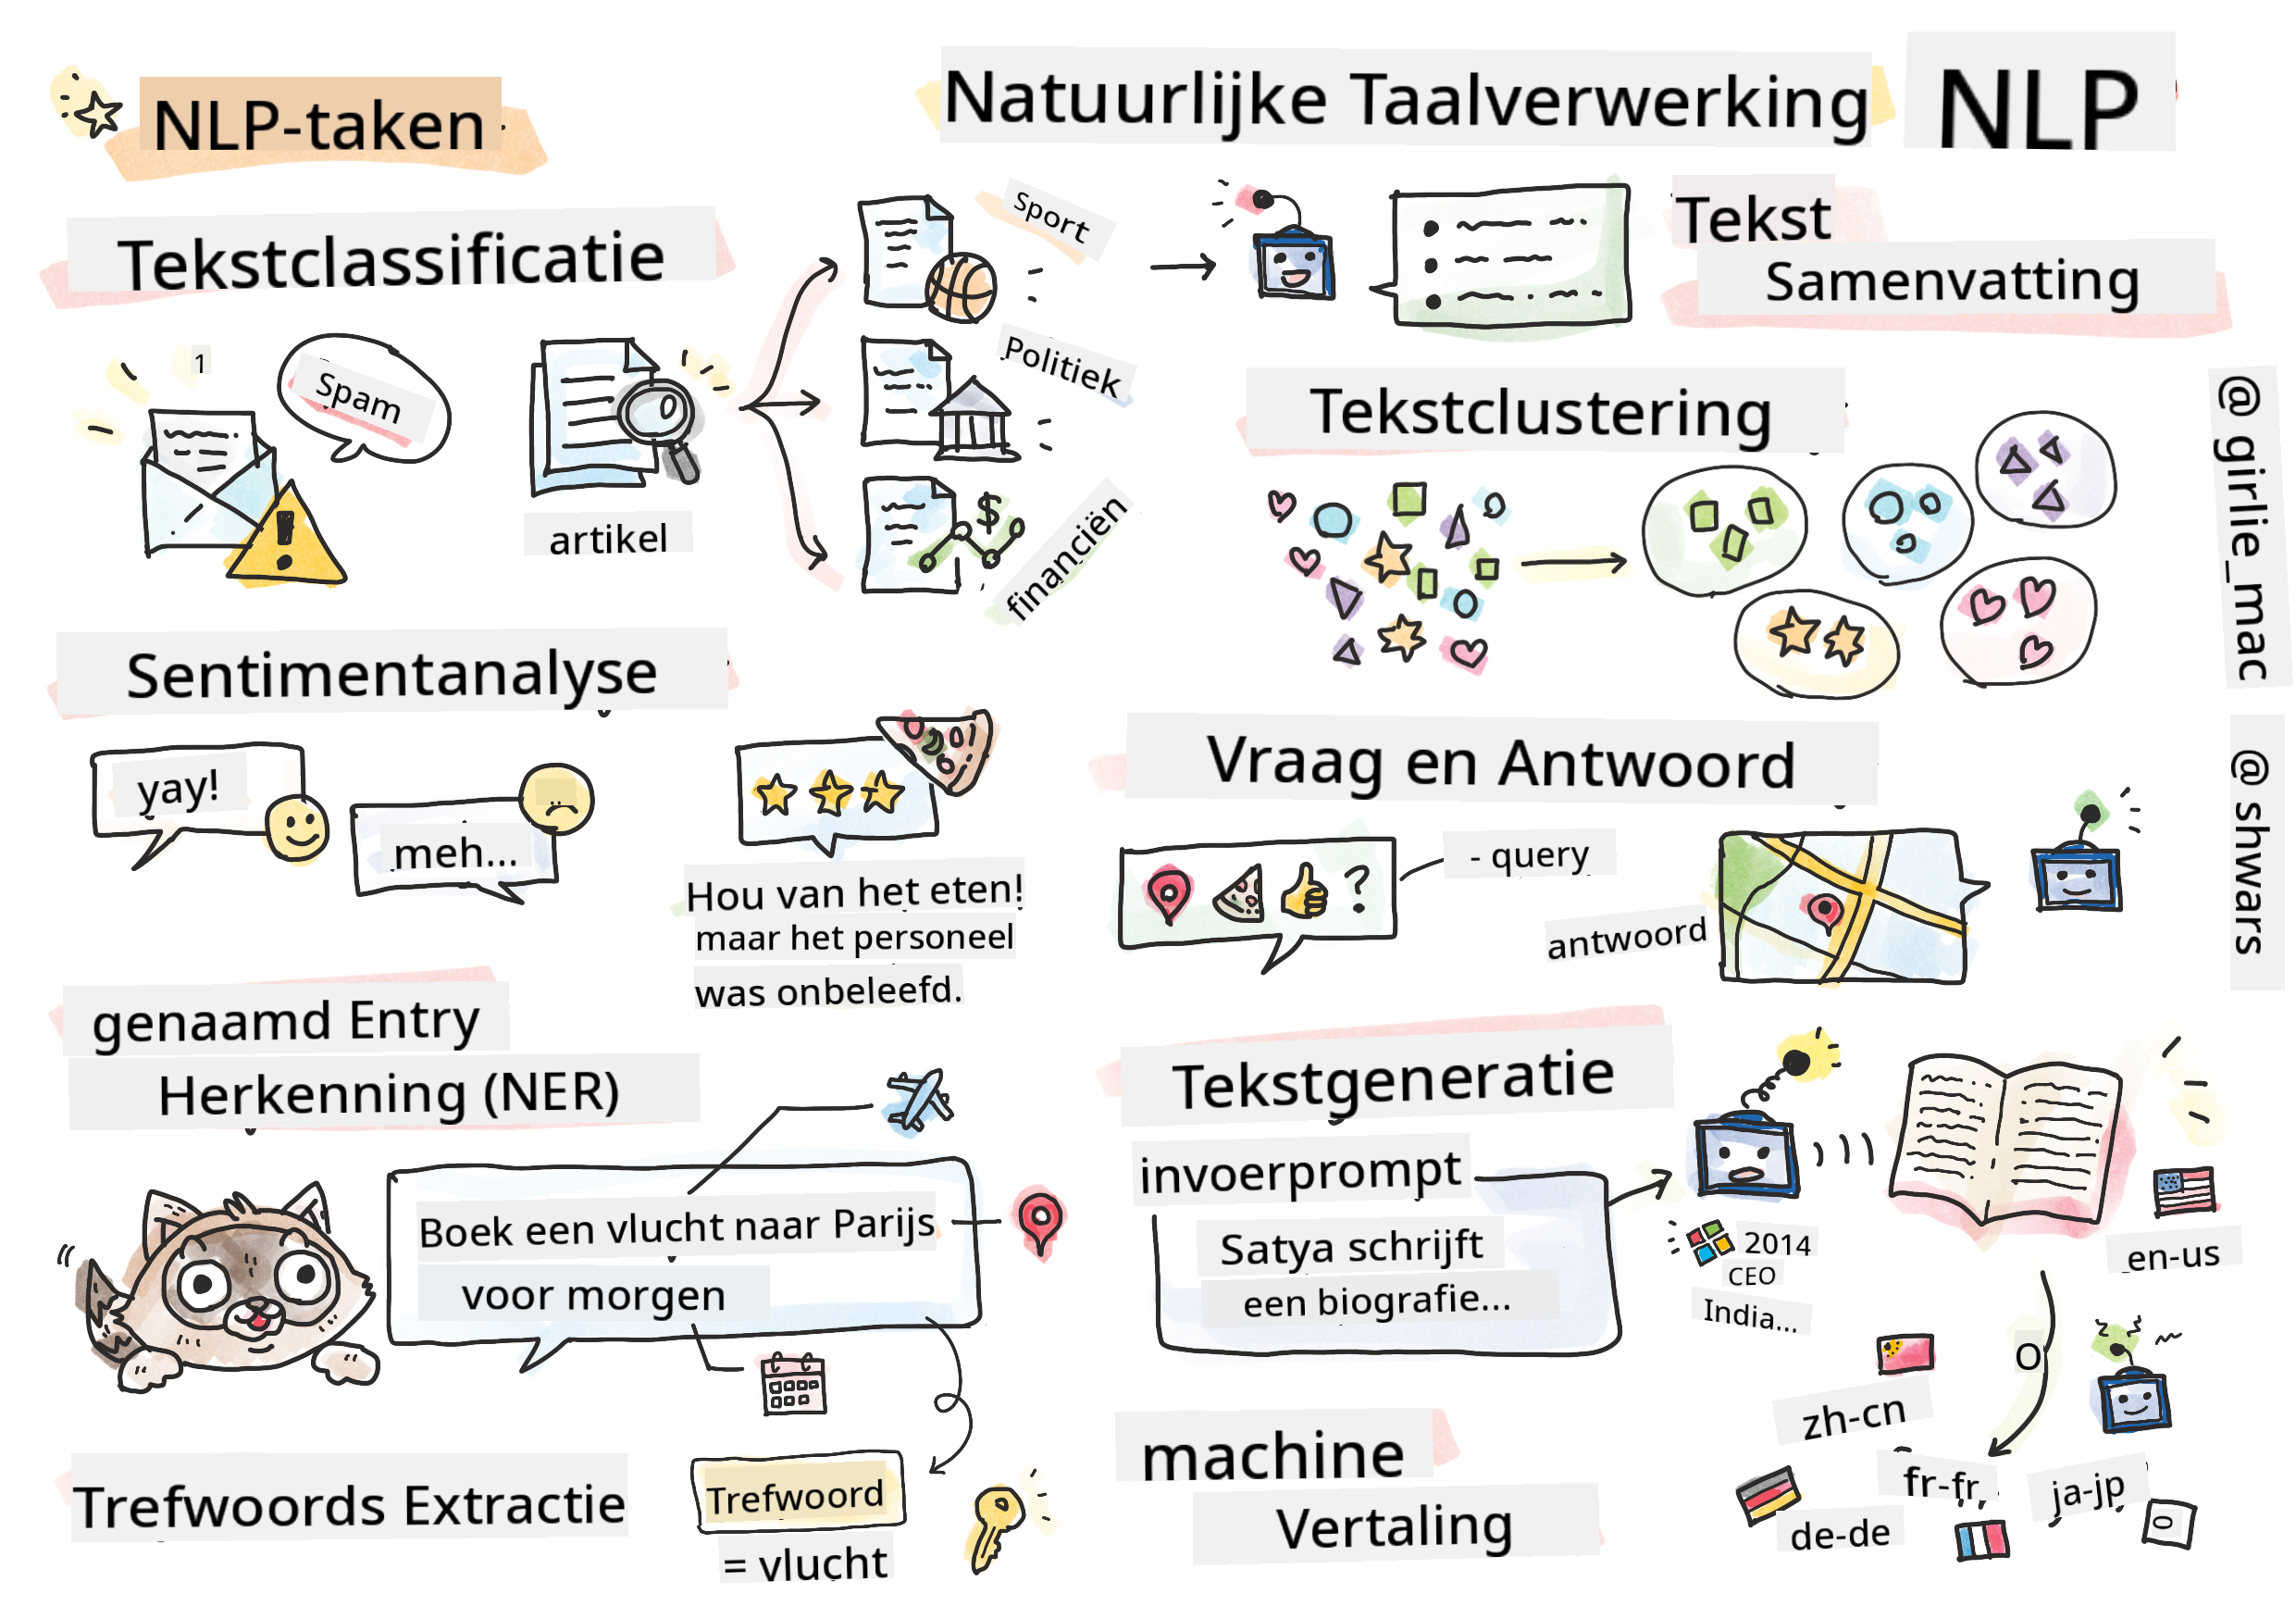 NLP-taken
Natuurlijke Taalverwerking
NLP
Tekstclassificatie
1
Spam
artikel
Sport
Politiek
financiën
$
Tekst
Samenvatting
Tekstclustering
@ girlie_mac
@ shwars
Sentimentanalyse
yay!
meh...
Hou van het eten!
maar het personeel
was onbeleefd.
Vraag en Antwoord
?
- query
antwoord
genaamd Entry
Herkenning (NER)
Boek een vlucht naar Parijs
voor morgen
Trefwoords Extractie
Trefwoord
= vlucht
Tekstgeneratie
invoerprompt
Satya schrijft
een biografie...
2014
CEO
India...
machine
Vertaling
en-us
O
zh-cn
fr-fr
ja-jp
de-de
0